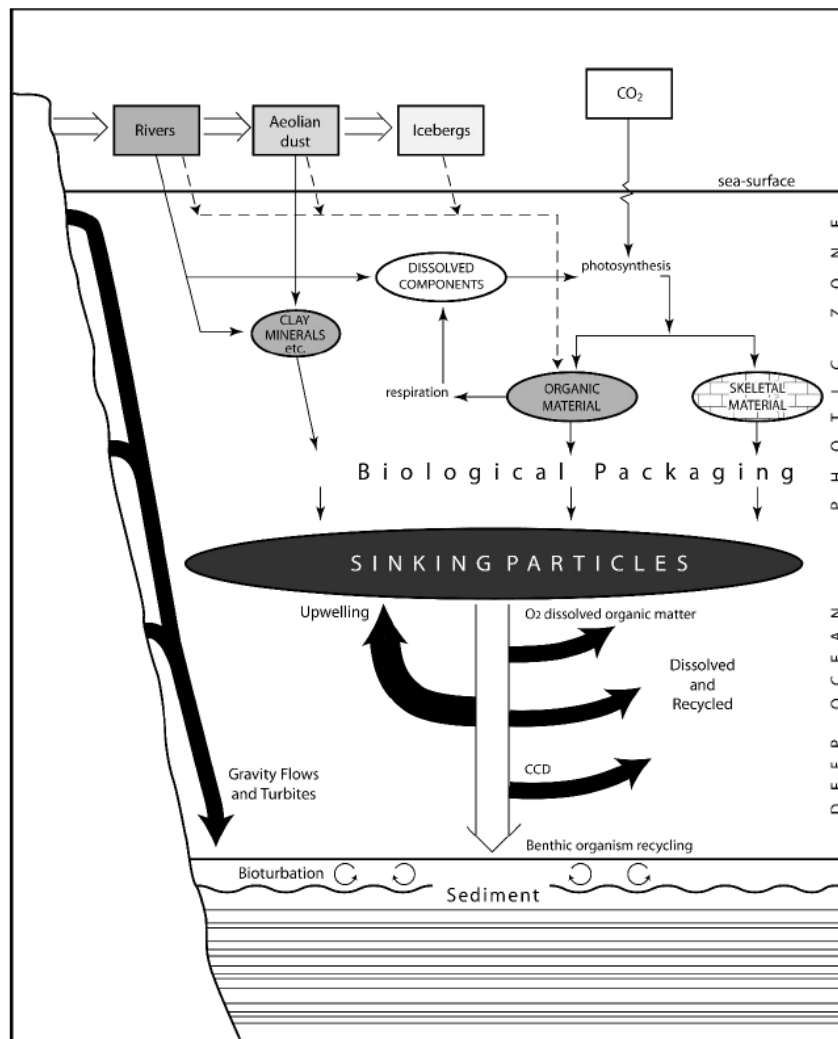 CO₂
Rivers
Aeolian
dust
Icebergs
sea-surface
PHOTIC ZONE
DISSOLVED
COMPONENTS
photosynthesis
CLAY
MINERALS
etc.
respiration
ORGANIC
MATERIAL
SKELETAL
MATERIAL
Biological Packaging
SINKING PARTICLES
Upwelling
O₂ dissolved organic matter
Dissolved
and
Recycled
DEEP OCEAN
Gravity Flows
and Turbites
CCD
Benthic organism recycling
Bioturbation
Sediment